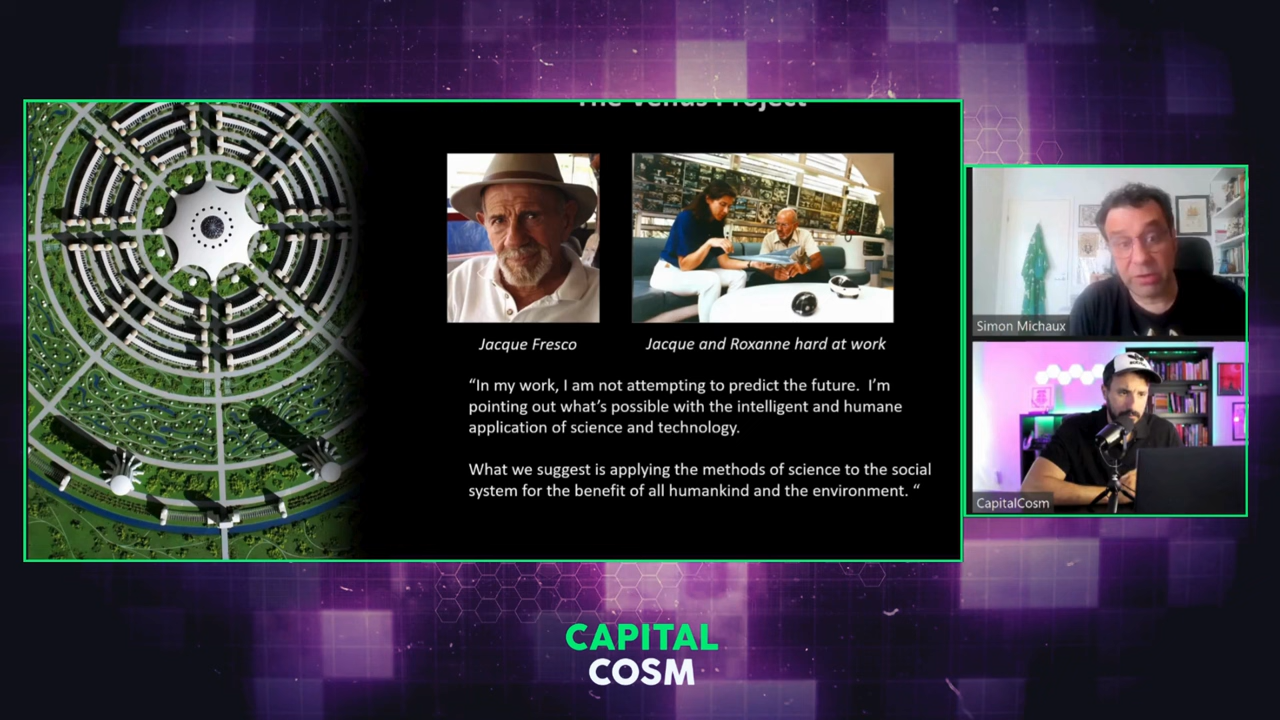 The Venus Project
Jacque Fresco
Jacque and Roxanne hard at work
“In my work, I am not attempting to predict the future. I’m
pointing out what’s possible with the intelligent and humane
application of science and technology.
What we suggest is applying the methods of science to the social
system for the benefit of all humankind and the environment. “
Simon Michaux
CapitalCosm
CAPITAL
COSM